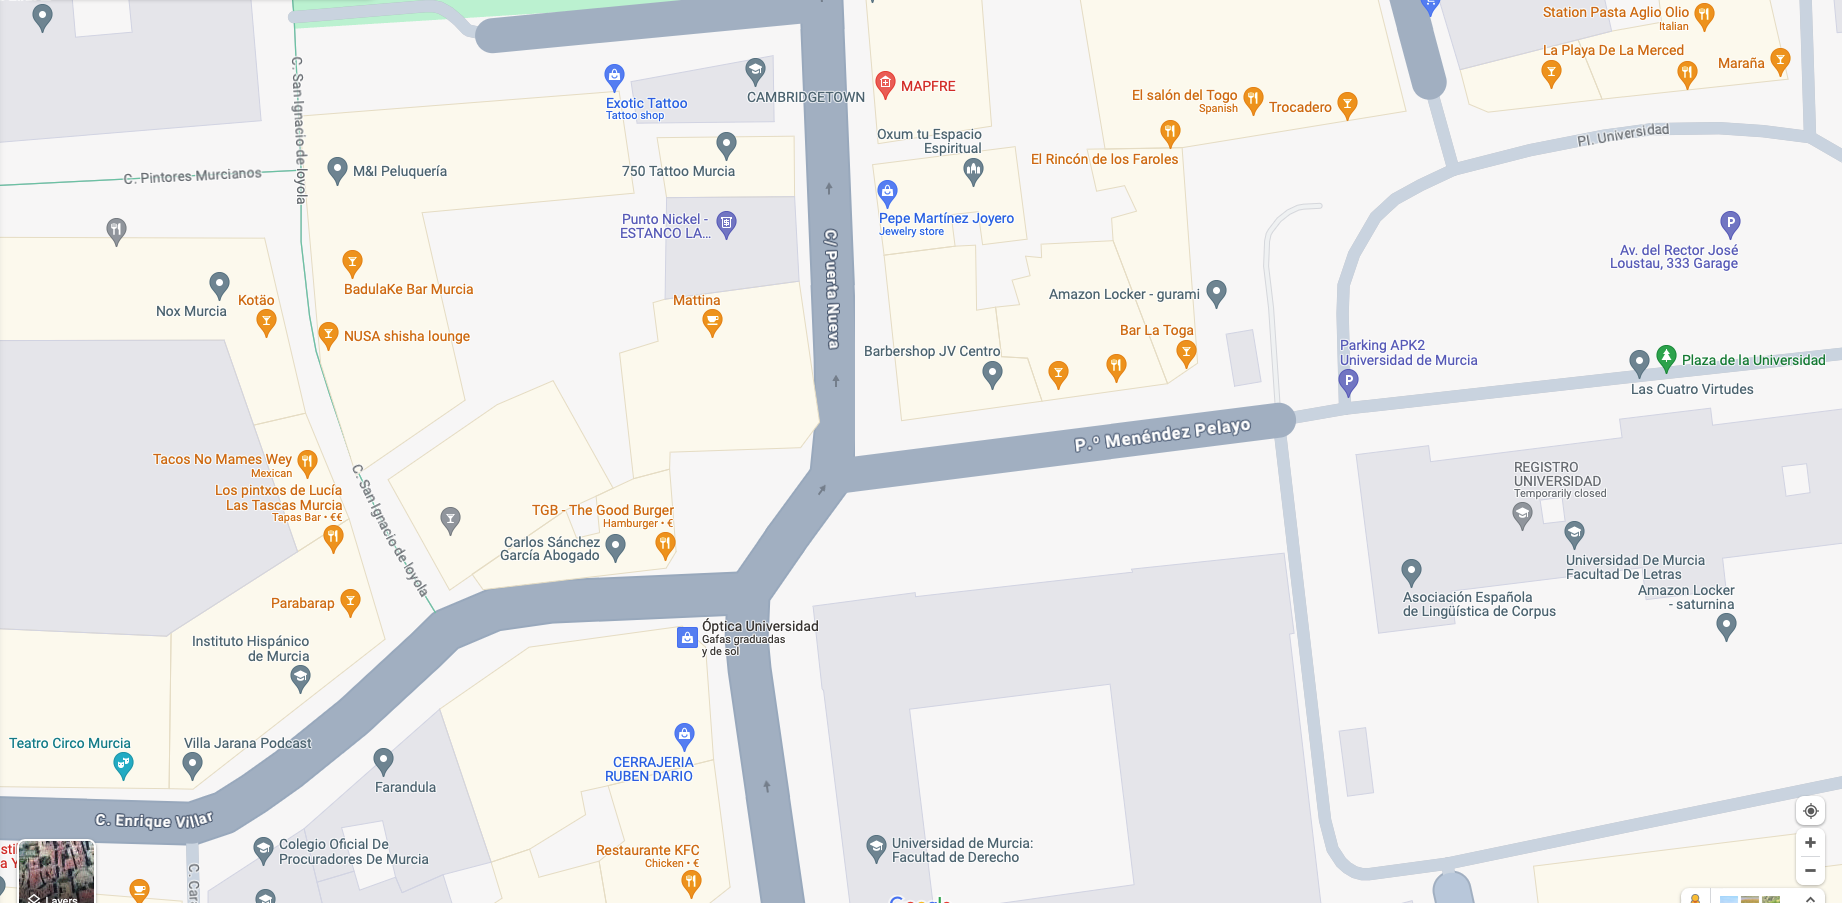 Station Pasta Aglio Olio
Italian
La Playa De La Merced
Maraña
C. San-Ignacio-de-loyola
Exotic Tattoo
Tattoo shop
CAMBRIDGETOWN
MAPFRE
El salón del Togo
Spanish
Trocadero
Oxum tu Espacio
Espiritual
El Rincón de los Faroles
Pl. Universidad
C. Pintores Murcianos
M&I Peluquería
750 Tattoo Murcia
Punto Nickel -
ESTANCO LA...
Pepe Martínez Joyero
Jewelry store
C/ Puerta Nueva
Av. del Rector José
Loustau, 333 Garage
BadulaKe Bar Murcia
Nox Murcia
Kotäo
NUSA shisha lounge
Mattina
Amazon Locker - gurami
Bar La Toga
Barbershop JV Centro
Parking APK2
Universidad de Murcia
Plaza de la Universidad
Las Cuatro Virtudes
P.º Menéndez Pelayo
Tacos No Mames Wey
Mexican
Los pintxos de Lucía
Las Tascas Murcia
Tapas Bar • €€
C. San-Ignacio-de-loyola
TGB - The Good Burger
Hamburger • €
Carlos Sánchez
García Abogado
REGISTRO
UNIVERSIDAD
Temporarily closed
Universidad De Murcia
Facultad De Letras
Asociación Española
de Lingüística de Corpus
Amazon Locker
- saturnina
Parabarap
Instituto Hispánico
de Murcia
Óptica Universidad
Gafas graduadas
y de sol
Teatro Circo Murcia
Villa Jarana Podcast
Farandula
CERRAJERIA
RUBEN DARIO
C. Enrique Villar
Colegio Oficial De
Procuradores De Murcia
Restaurante KFC
Chicken • €
Universidad de Murcia:
Facultad de Derecho
C. Car
Layers
Google